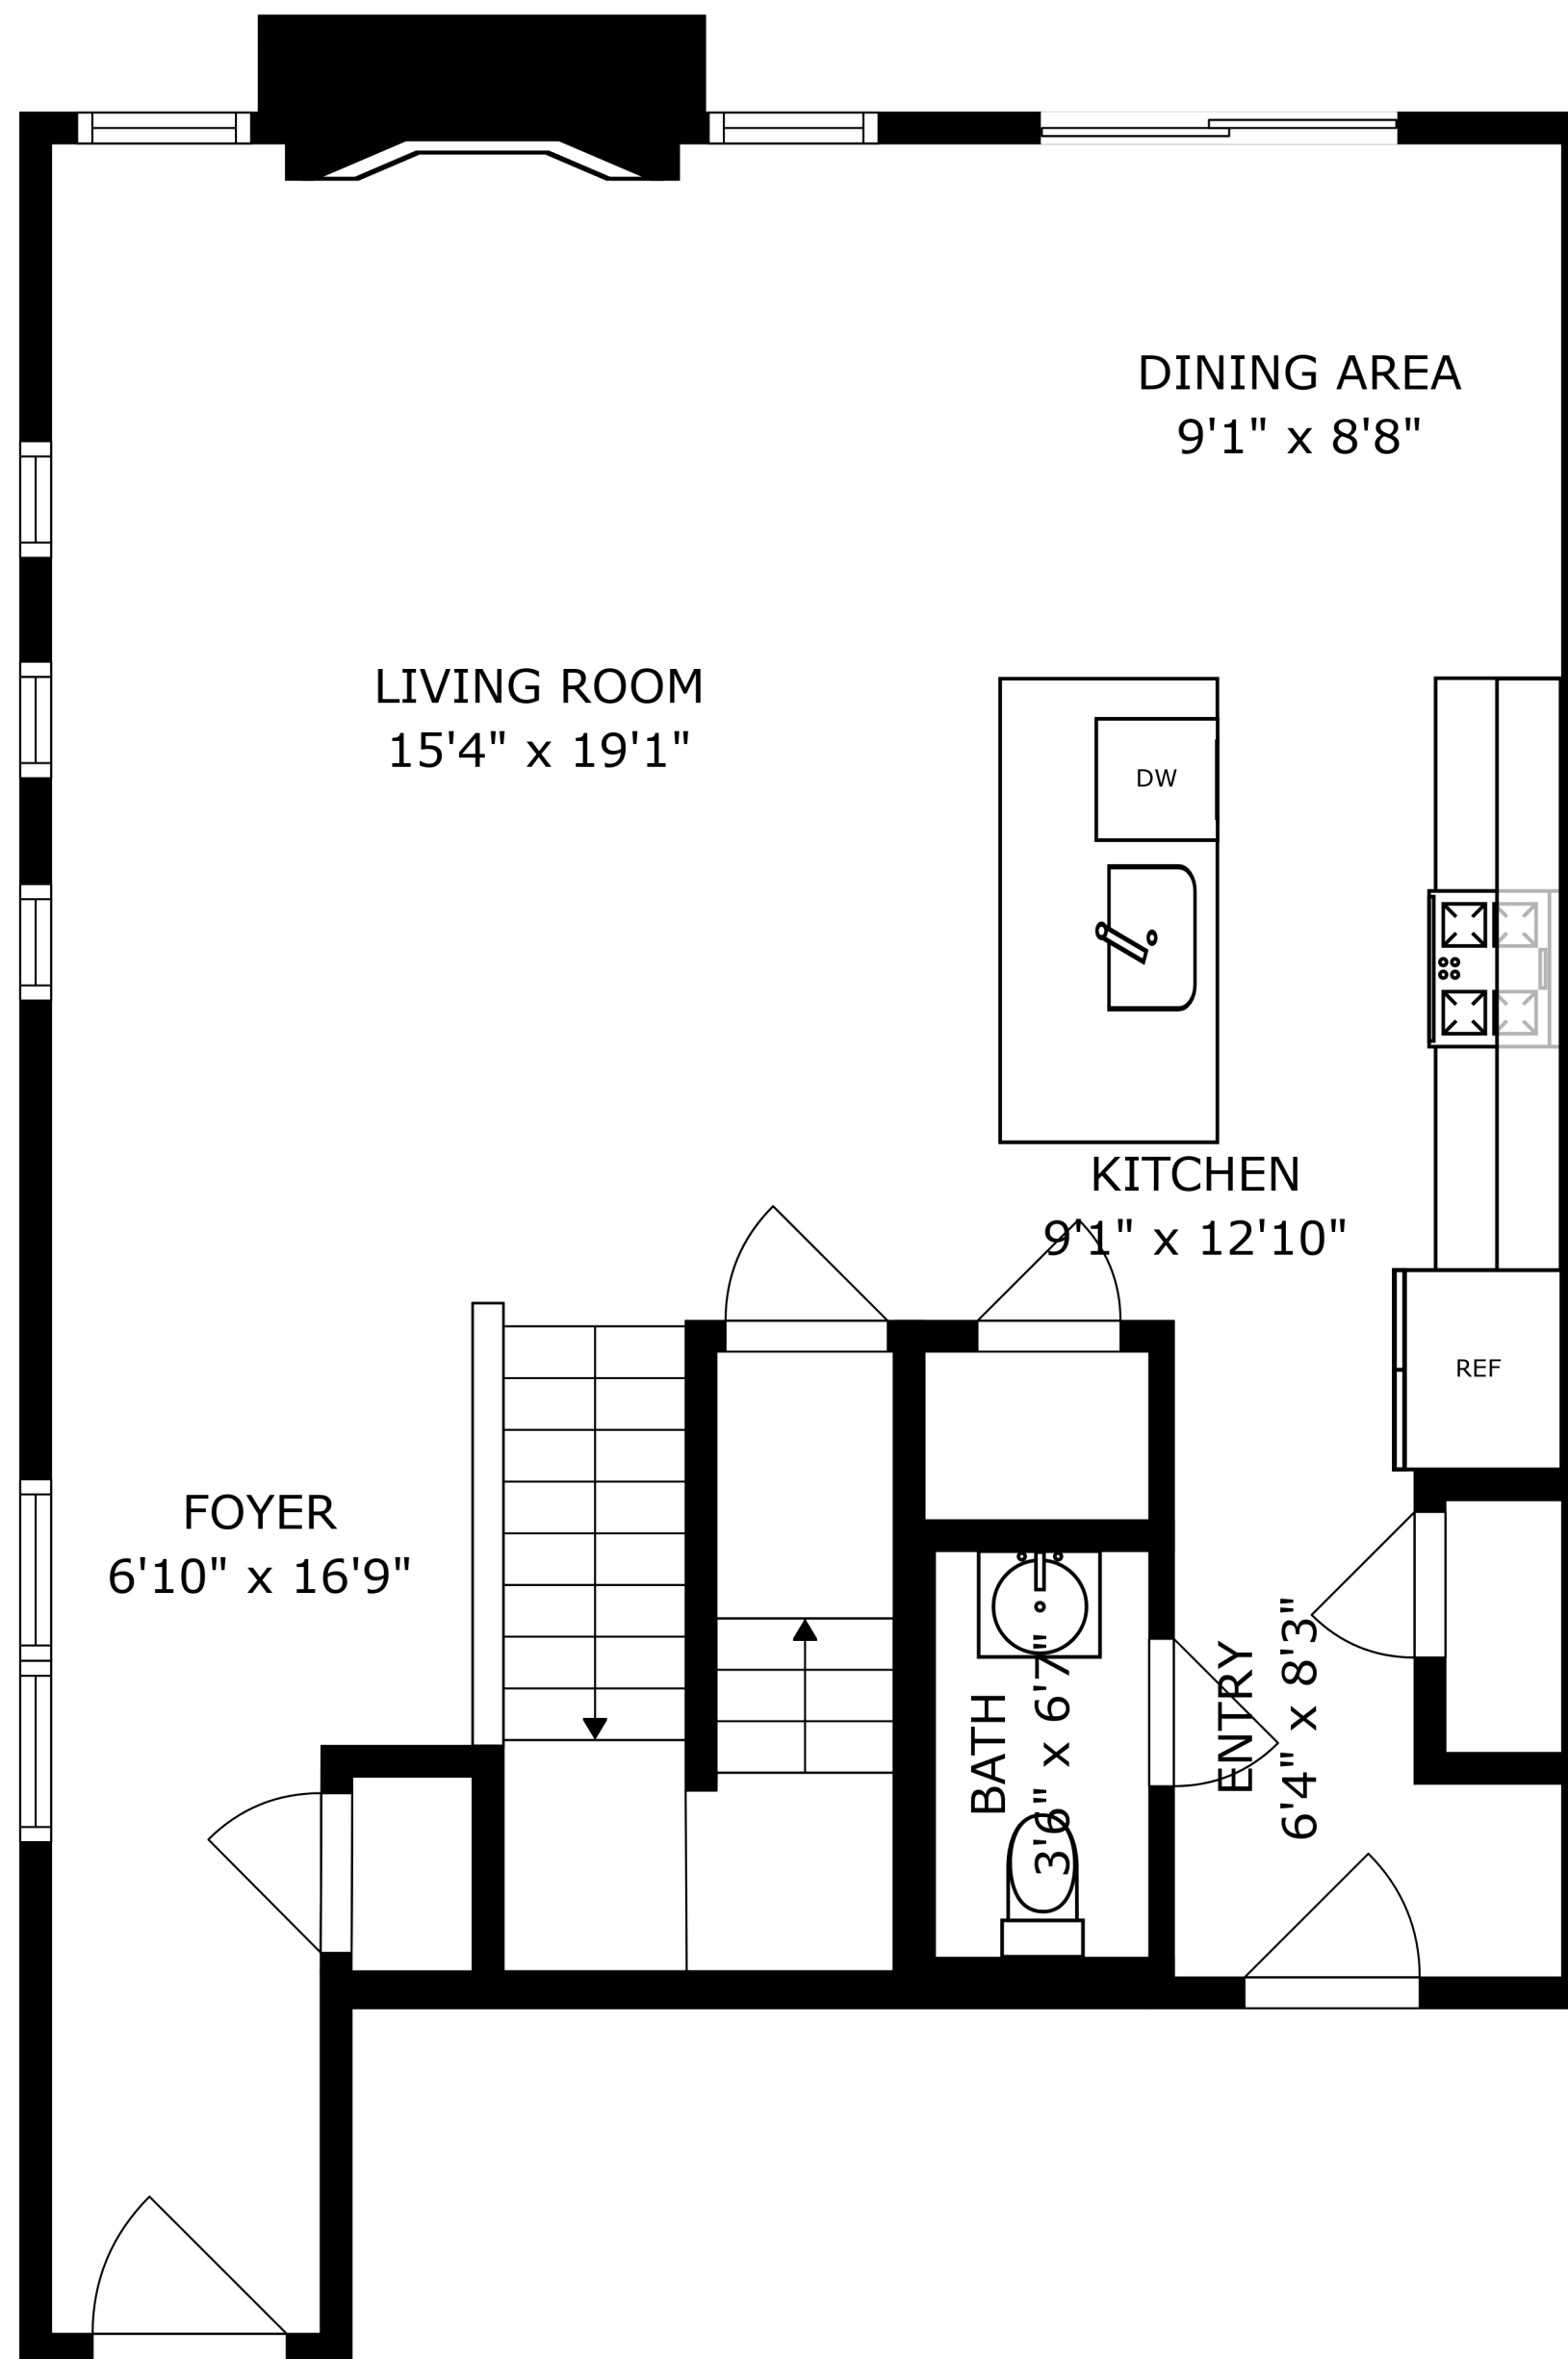 DINING AREA
9'1" x 8'8"
LIVING ROOM
15'4" x 19'1"
DW
KITCHEN
9'1" x 12'10"
REF
FOYER
6'10" x 16'9"
BATH
3'6" x 6'7"
ENTRY
6'4" x 8'3"